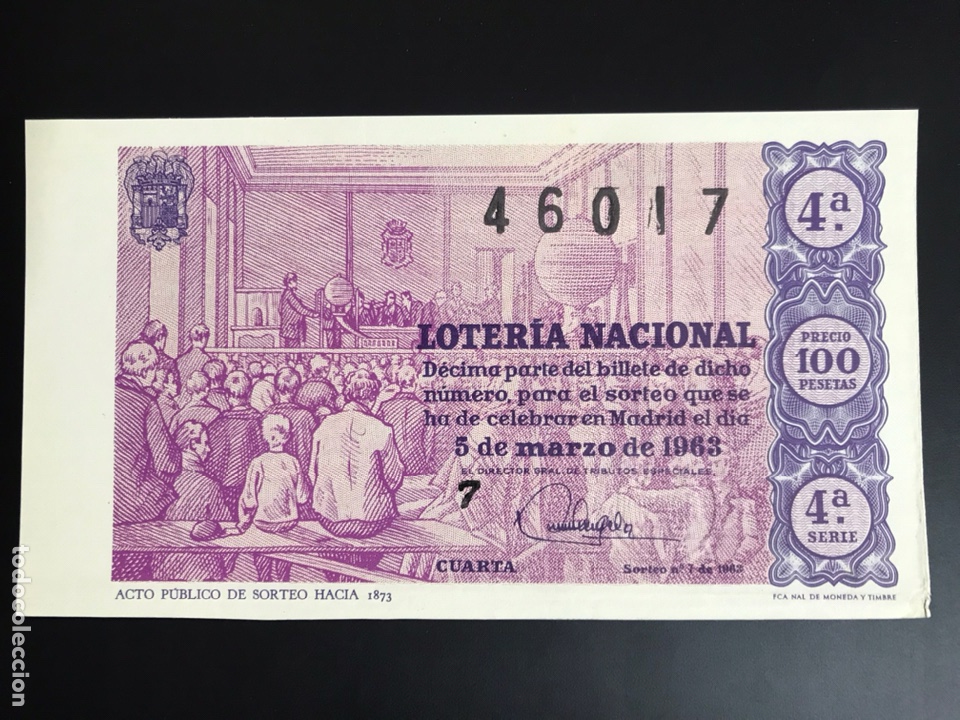 46017
4ª.
LOTERÍA NACIONAL
PRECIO
100
PESETAS
Décima parte del billete de dicho
número, para el sorteo que se
ha de celebrar en Madrid el día
5 de marzo de 1963
EL DIRECTOR GRAL. DE TRIBUTOS ESPECIALES,
7
4ª.
SERIE
CUARTA
Sorteo nº 7 de 1963
ACTO PÚBLICO DE SORTEO HACIA 1873
FCA NAL DE MONEDA Y TIMBRE
todocoleccion